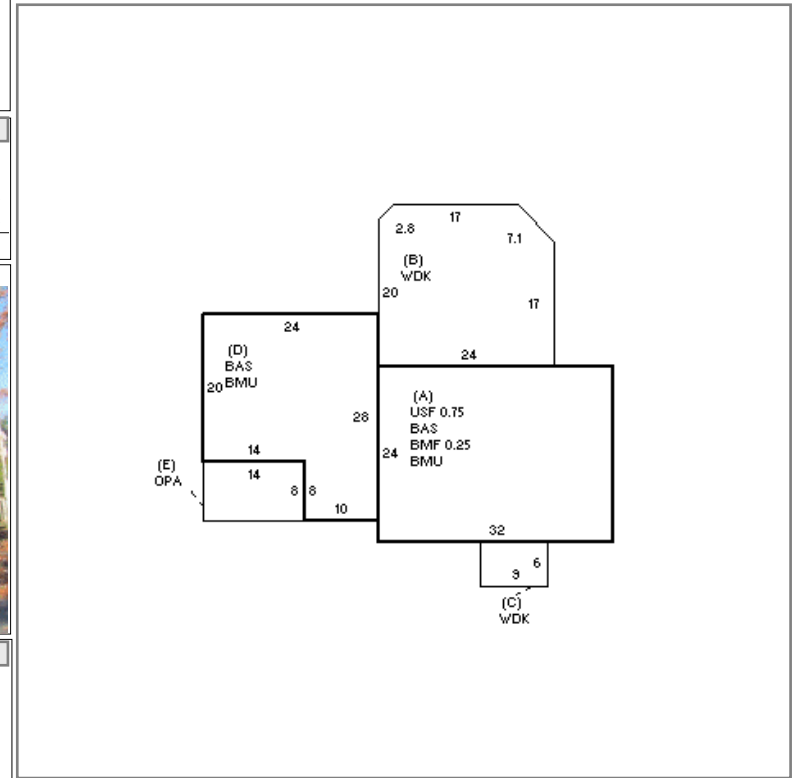 17
2.8
7.1
(B)
WDK
20
17
24
24
(D)
BAS
20 BMU
(A)
USF 0.75
BAS
28
24
BMF 0.25
BMU
14
(E)
OPA
14
8 8
10
32
6
9
(C)
WDK